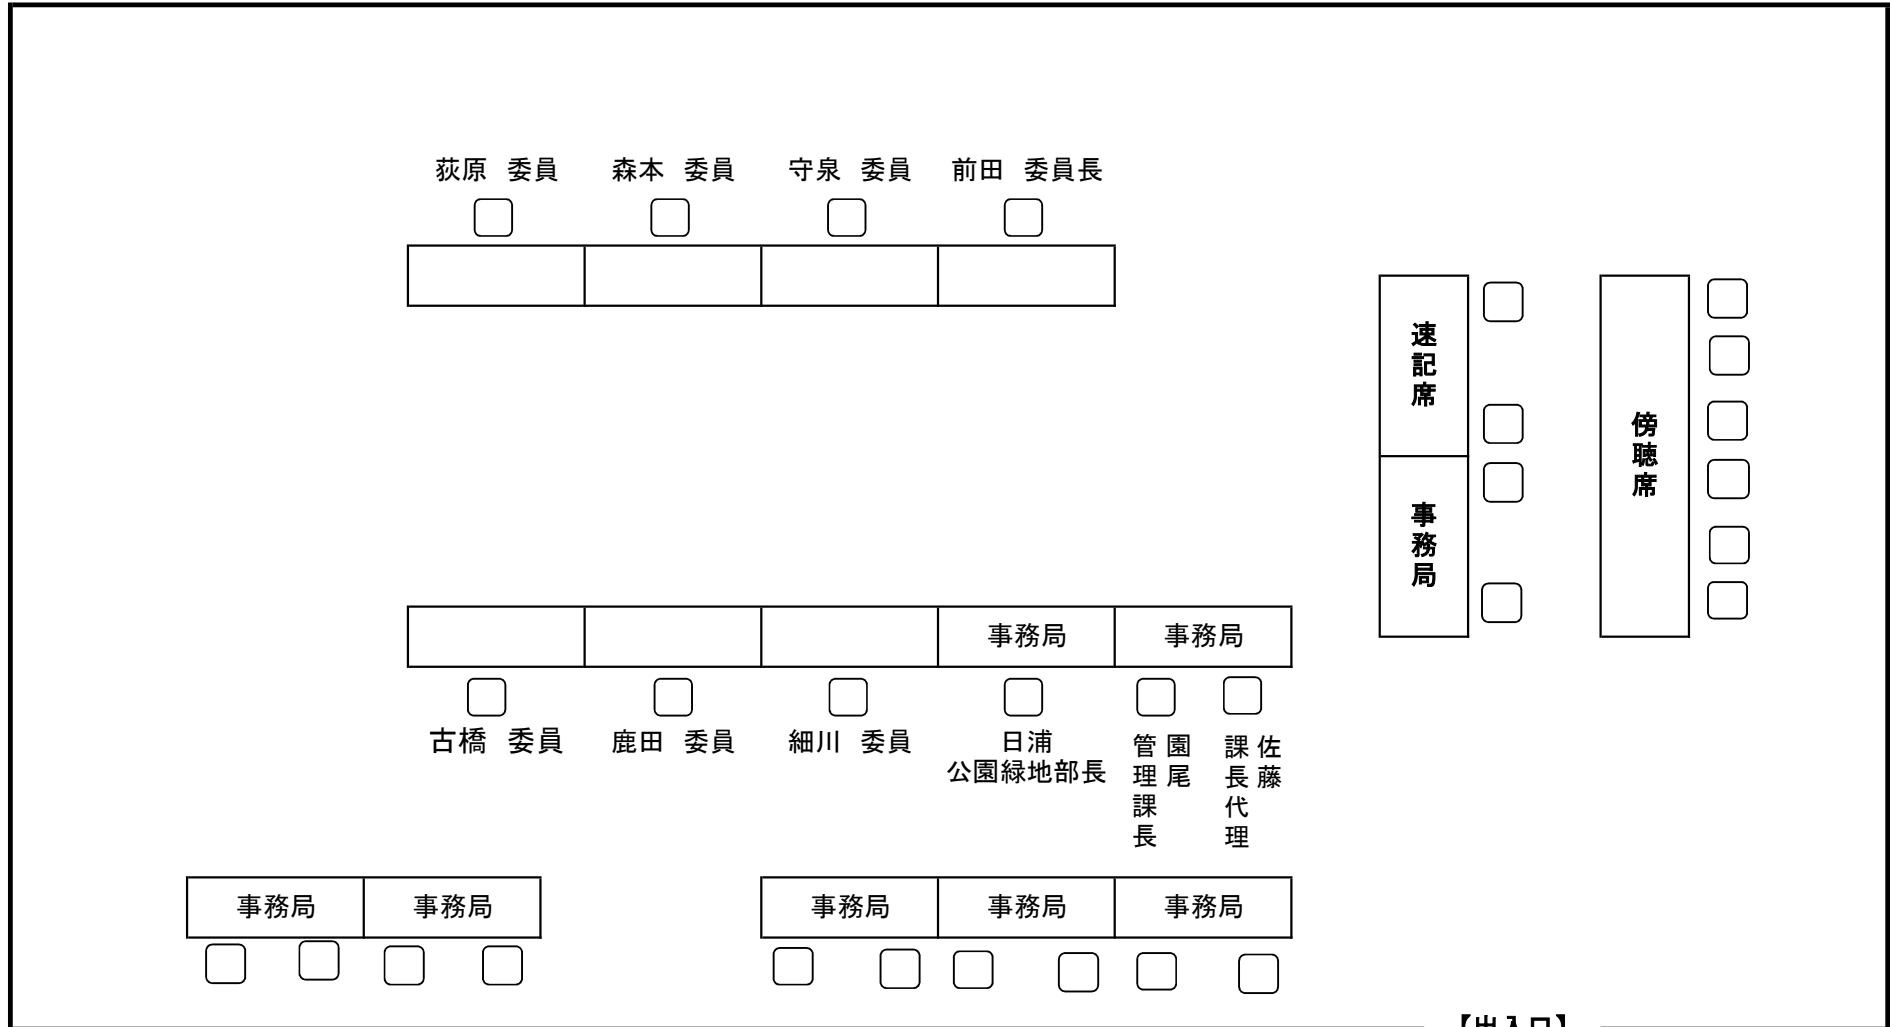 荻原　委員
森本　委員
守泉　委員
前田　委員長
速記席
事務局
傍聴席
事務局
事務局
古橋　委員
鹿田　委員
細川　委員
日浦
公園緑地部長
園尾
管理課長
佐藤
課長代理
事務局
事務局
事務局
事務局
事務局
【出入口】